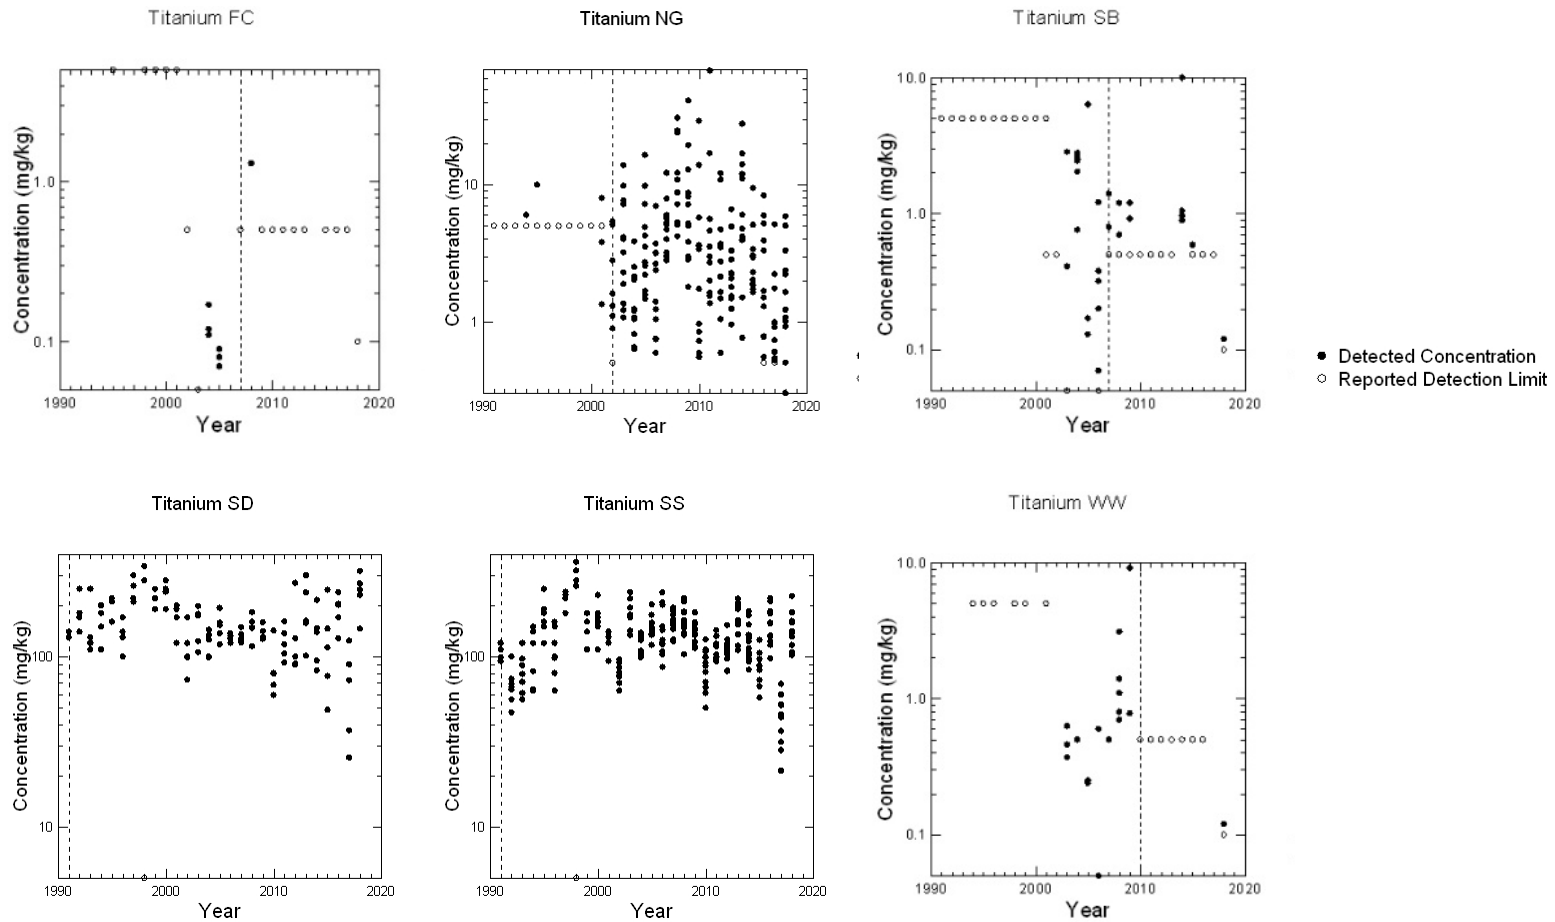 Titanium FC
Concentration (mg/kg)
1.0
0.1
1990 2000 2010 2020
Year
Titanium NG
Concentration (mg/kg)
10
1
1990 2000 2010 2020
Year
Titanium SB
Concentration (mg/kg)
10.0
1.0
0.1
1990 2000 2010 2020
Year
Detected Concentration
Reported Detection Limit
Titanium SD
Concentration (mg/kg)
100
10
1990 2000 2010 2020
Year
Titanium SS
Concentration (mg/kg)
100
10
1990 2000 2010 2020
Year
Titanium WW
Concentration (mg/kg)
10.0
1.0
0.1
1990 2000 2010 2020
Year